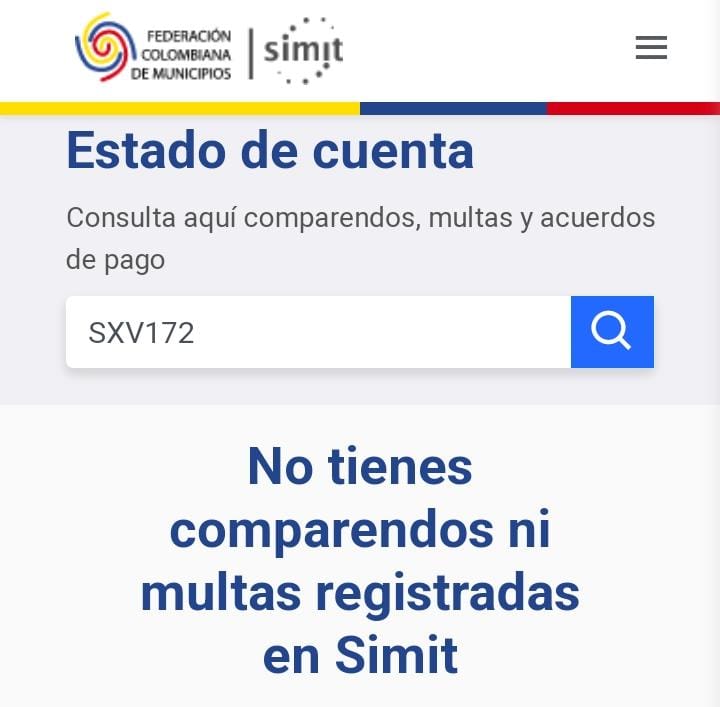 FEDERACIÓN
COLOMBIANA
DE MUNICIPIOS
simit
Estado de cuenta
Consulta aquí comparendos, multas y acuerdos
de pago
SXV172
No tienes
comparendos ni
multas registradas
en Simit